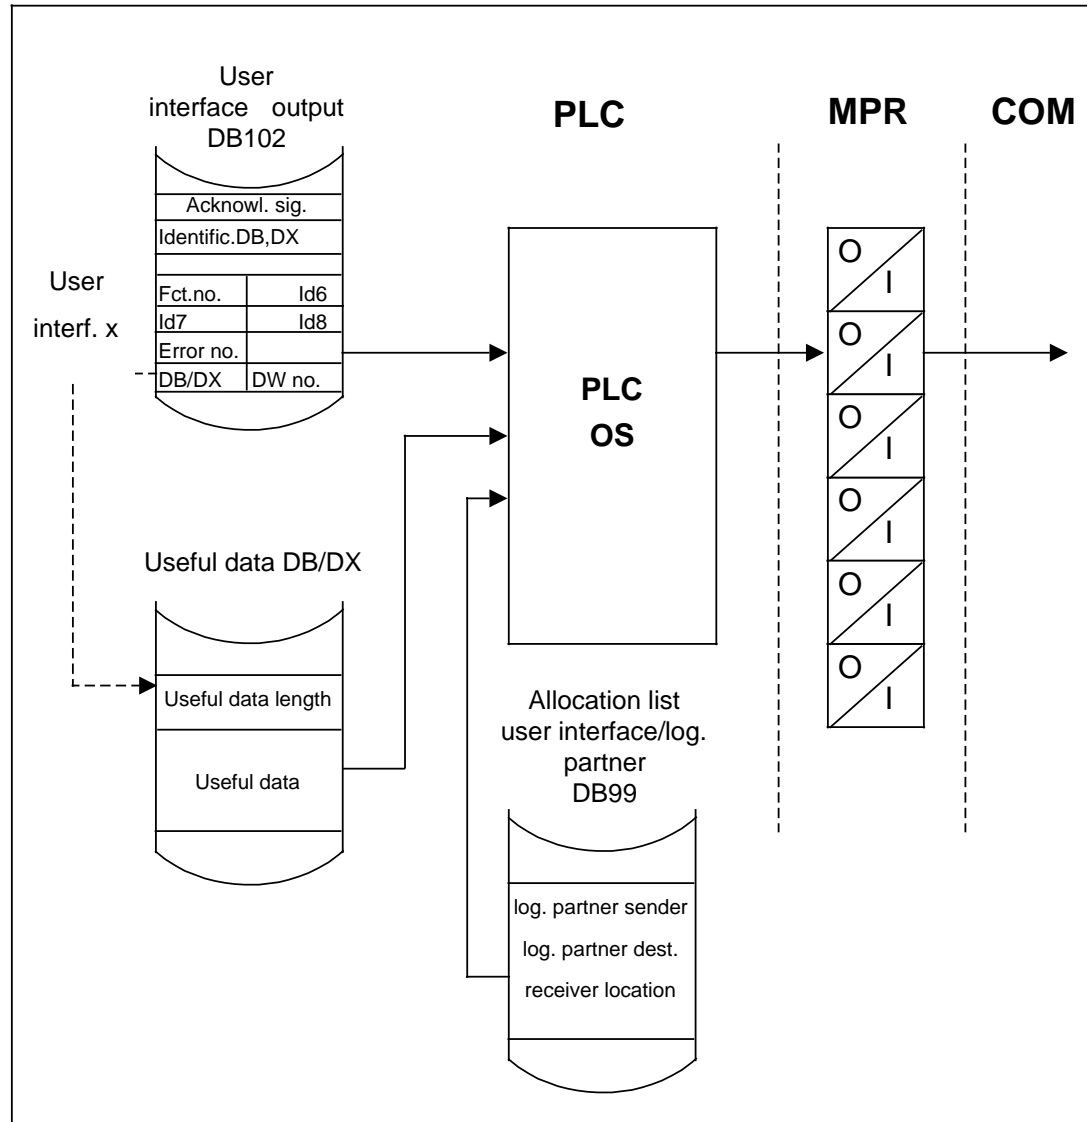 User
interface output
DB102
PLC
MPR
COM
Acknowl. sig.
Identific.DB,DX
Fct.no. Id6
Id7 Id8
Error no.
DB/DX DW no.
User
interf. x
PLC
OS
O
I
O
I
O
I
O
I
O
I
O
I
Useful data DB/DX
Useful data length
Useful data
Allocation list
user interface/log.
partner
DB99
log. partner sender
log. partner dest.
receiver location